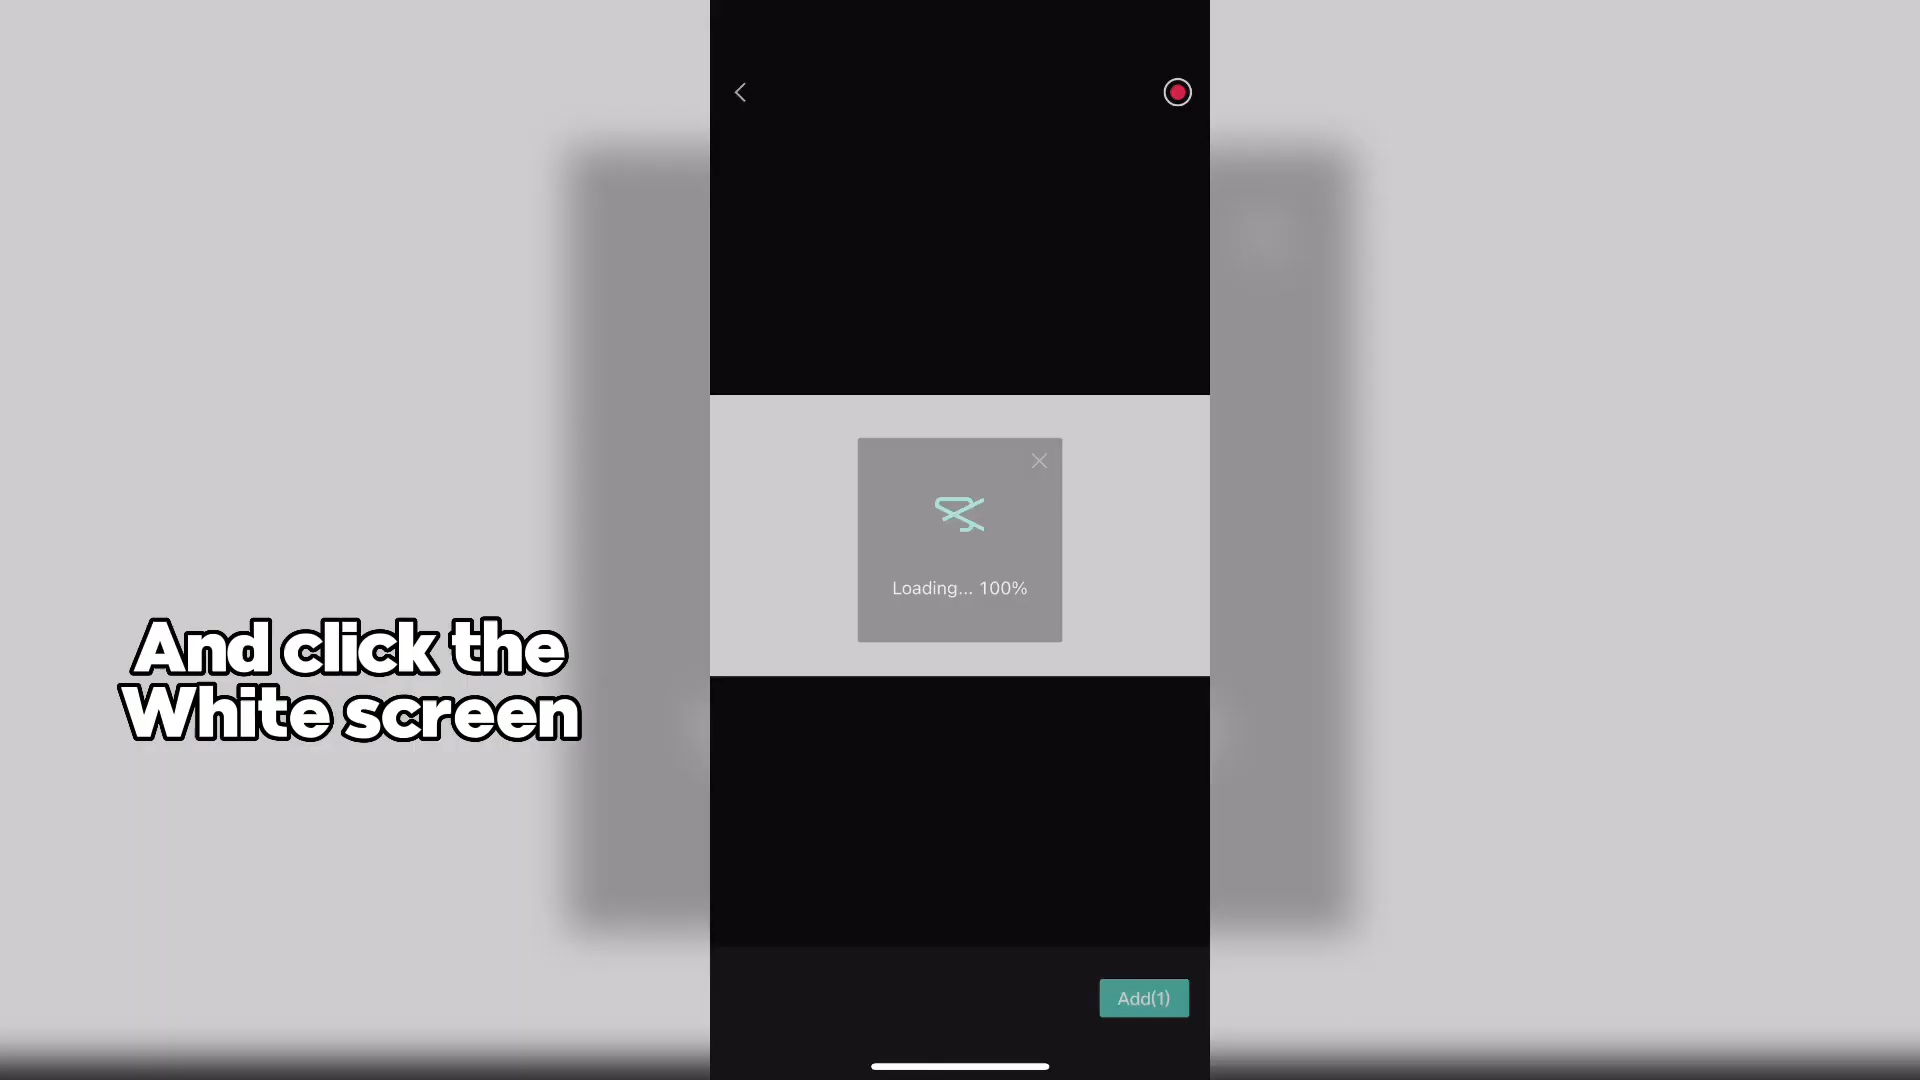 Loading... 100%
And click the
White screen
Add(1)